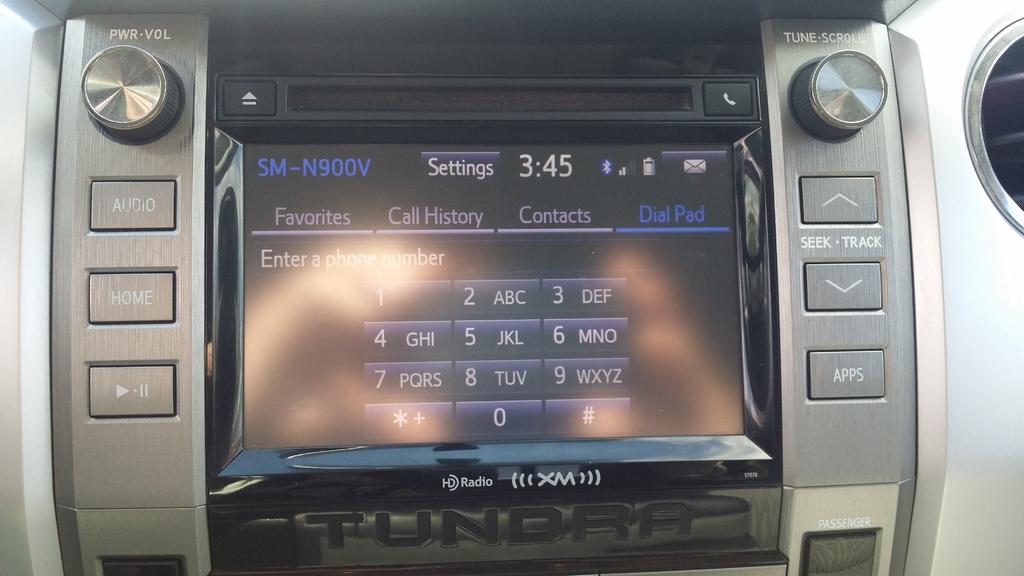 PWR·VOL
TUNE·SCROLL
SM-N900V Settings 3:45
Favorites Call History Contacts Dial Pad
Enter a phone number
1 2 ABC 3 DEF
4 GHI 5 JKL 6 MNO
7 PQRS 8 TUV 9 WXYZ
*+ 0 #
AUDIO
HOME
SEEK·TRACK
APPS
HD Radio ((( XM )))
57070
TUNDRA
PASSENGER